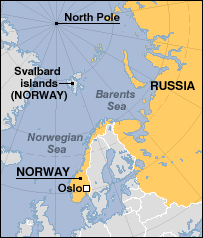 North Pole
Svalbard
islands
(NORWAY)
RUSSIA
Barents
Sea
Norwegian
Sea
NORWAY
Oslo